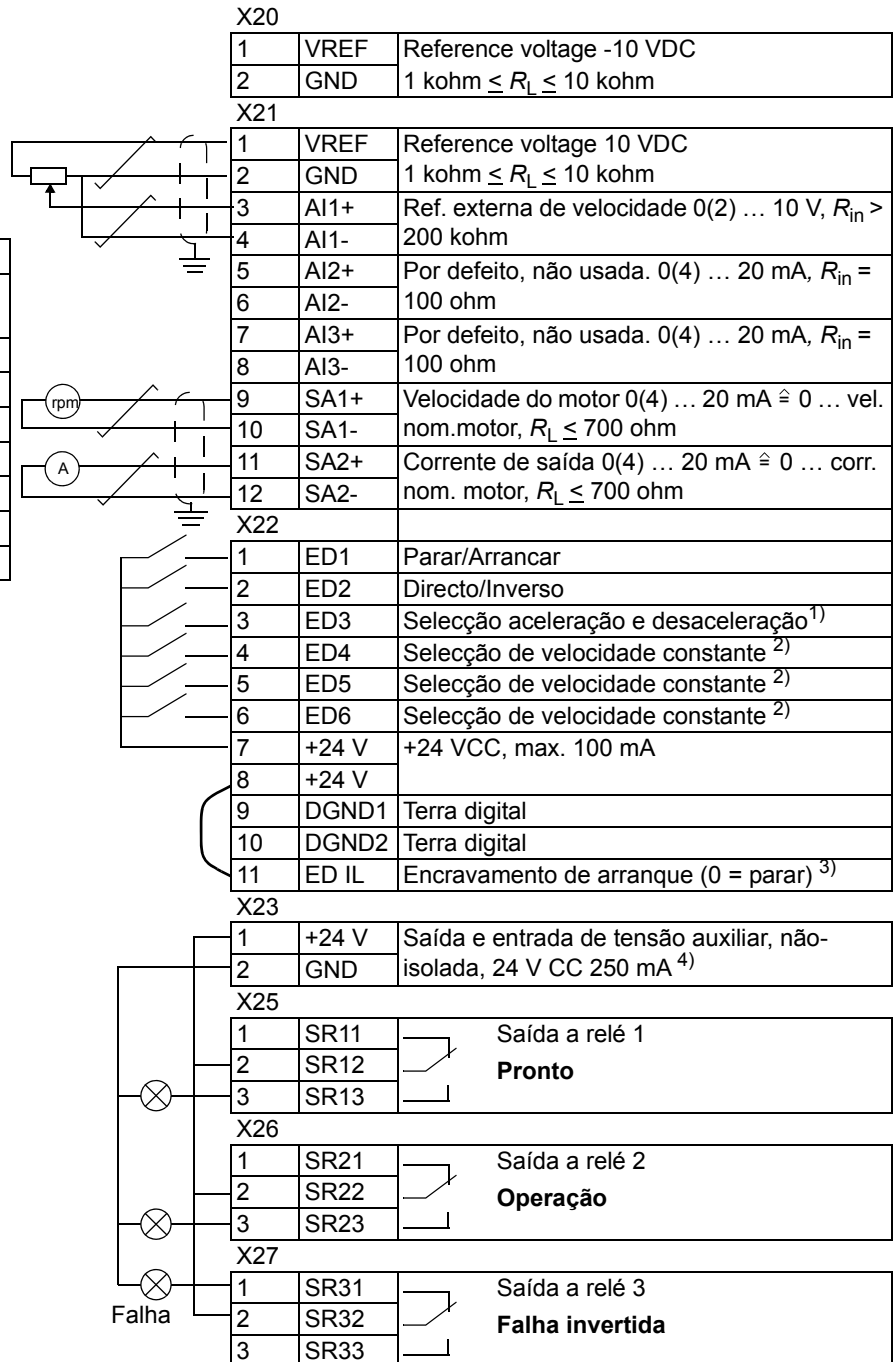 X20
1 VREF Reference voltage -10 VDC
2 GND 1 kohm ≤ RL ≤ 10 kohm
X21
1 VREF Reference voltage 10 VDC
2 GND 1 kohm ≤ RL ≤ 10 kohm
3 AI1+ Ref. externa de velocidade 0(2) … 10 V, Rin >
4 AI1- 200 kohm
5 AI2+ Por defeito, não usada. 0(4) … 20 mA, Rin =
6 AI2- 100 ohm
7 AI3+ Por defeito, não usada. 0(4) … 20 mA, Rin =
8 AI3- 100 ohm
rpm 9 SA1+ Velocidade do motor 0(4) … 20 mA ≙ 0 … vel.
10 SA1- nom.motor, RL ≤ 700 ohm
A 11 SA2+ Corrente de saída 0(4) … 20 mA ≙ 0 … corr.
12 SA2- nom. motor, RL ≤ 700 ohm
X22
1 ED1 Parar/Arrancar
2 ED2 Directo/Inverso
3 ED3 Selecção aceleração e desaceleração1)
4 ED4 Selecção de velocidade constante 2)
5 ED5 Selecção de velocidade constante 2)
6 ED6 Selecção de velocidade constante 2)
7 +24 V +24 VCC, max. 100 mA
8 +24 V
9 DGND1 Terra digital
10 DGND2 Terra digital
11 ED IL Encravamento de arranque (0 = parar) 3)
X23
1 +24 V Saída e entrada de tensão auxiliar, não-
2 GND isolada, 24 V CC 250 mA 4)
X25
1 SR11 Saída a relé 1
2 SR12 Pronto
3 SR13
X26
1 SR21 Saída a relé 2
2 SR22 Operação
3 SR23
X27
1 SR31 Saída a relé 3
Falha 2 SR32 Falha invertida
3 SR33